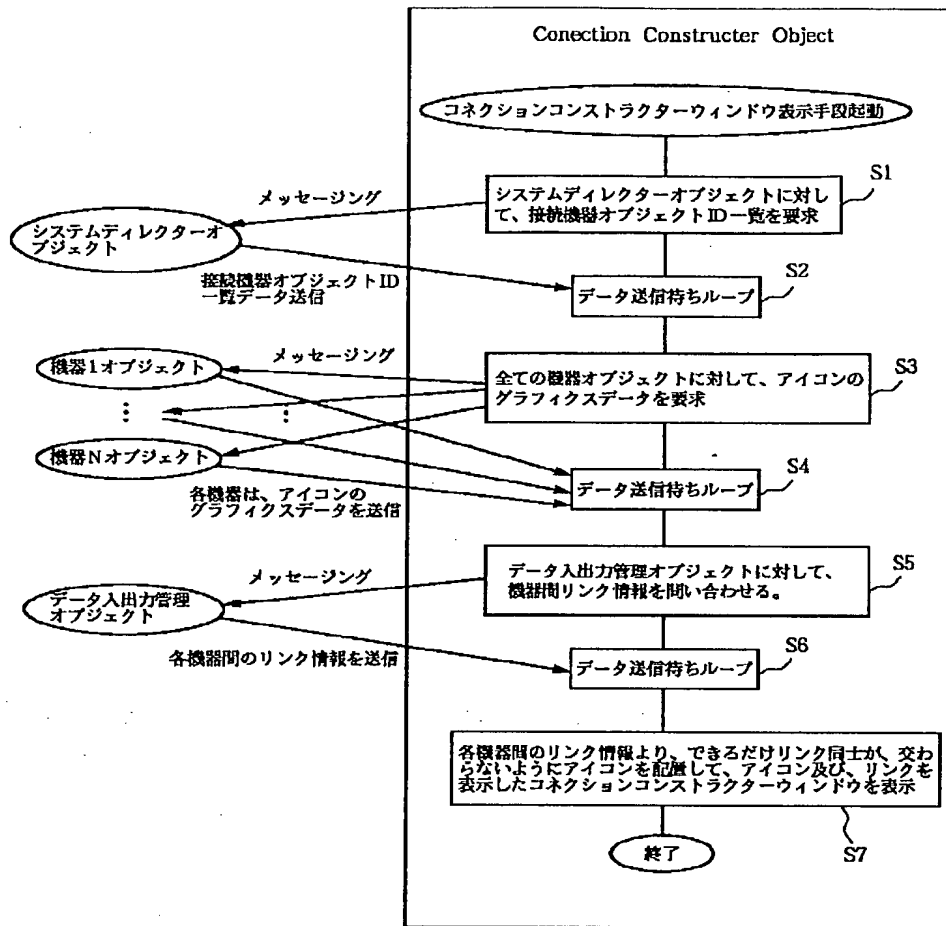 Conection Constructer Object
コネクションコンストラクターウィンドウ表示手段起動
S1
メッセージング
システムディレクターオブジェクトに対し
て、接続機器オブジェクトID一覧を要求
システムディレクターオ
ブジェクト
S2
接続機器オブジェクトID
一覧データ送信
データ送信待ちループ
メッセージング
S3
機器1オブジェクト
全ての機器オブジェクトに対して、アイコンの
グラフィクスデータを要求
機器Nオブジェクト
S4
データ送信待ちループ
各機器は、アイコンの
グラフィクスデータを送信
メッセージング
S5
データ入出力管理オブジェクトに対して、
機器間リンク情報を問い合わせる。
データ入出力管理
オブジェクト
S6
各機器間のリンク情報を送信
データ送信待ちループ
各機器間のリンク情報より、できるだけリンク同士が、交わ
らないようにアイコンを配置して、アイコン及び、リンクを
表示したコネクションコンストラクターウィンドウを表示
S7
終了